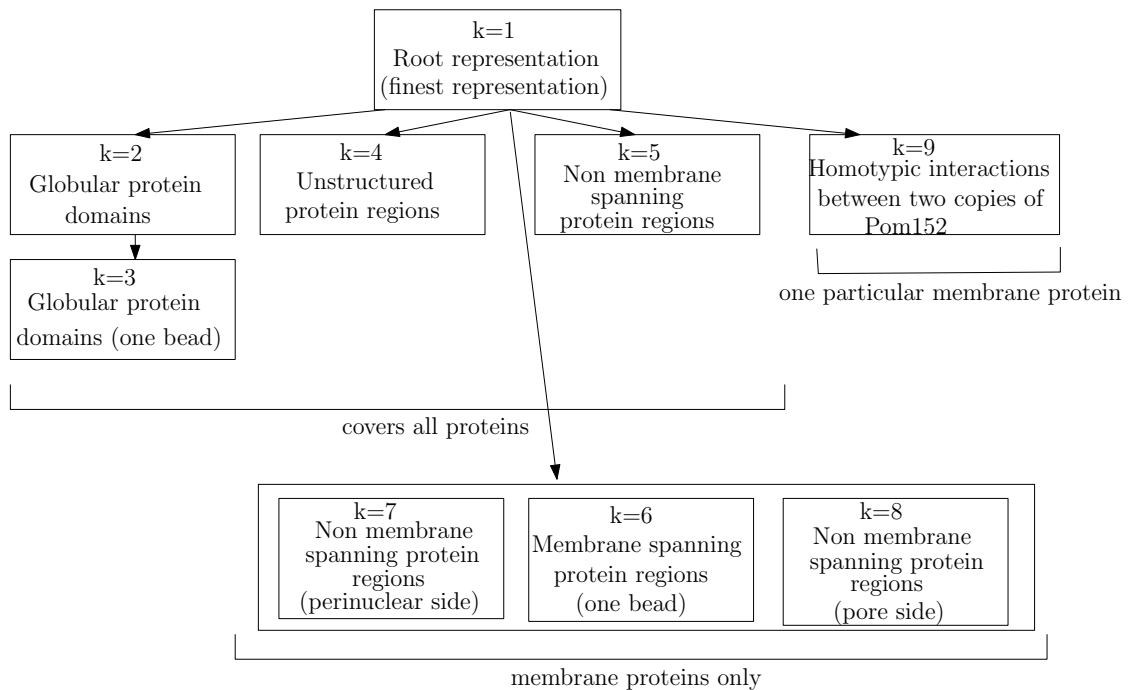 k=1
Root representation
(finest representation)
k=2
Globular protein
domains
k=4
Unstructured
protein regions
k=5
Non membrane
spanning
protein regions
k=9
Homotypic interactions
between two copies of
Pom152
k=3
Globular protein
domains (one bead)
one particular membrane protein
covers all proteins
k=7
Non membrane
spanning protein
regions
(perinuclear side)
k=6
Membrane spanning
protein regions
(one bead)
k=8
Non membrane
spanning protein
regions
(pore side)
membrane proteins only